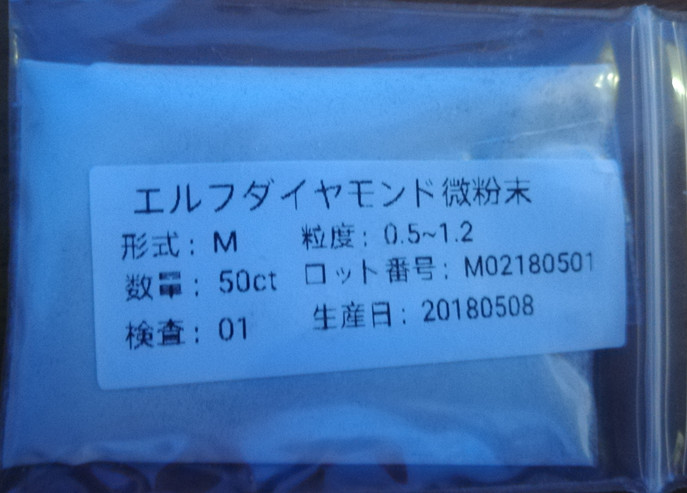 エルフダイヤモンド微粉末
形式：M 粒度：0.5~1.2
数量：50ct ロット番号：M02180501
検査：01 生産日：20180508